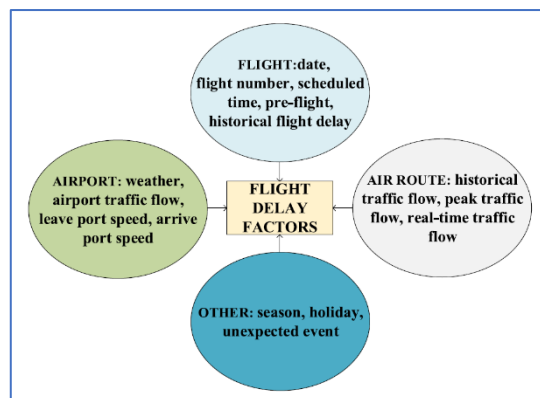 FLIGHT:date,
flight number, scheduled
time, pre-flight,
historical flight delay
AIRPORT: weather,
airport traffic flow,
leave port speed, arrive
port speed
FLIGHT
DELAY
FACTORS
AIR ROUTE: historical
traffic flow, peak traffic
flow, real-time traffic
flow
OTHER: season, holiday,
unexpected event